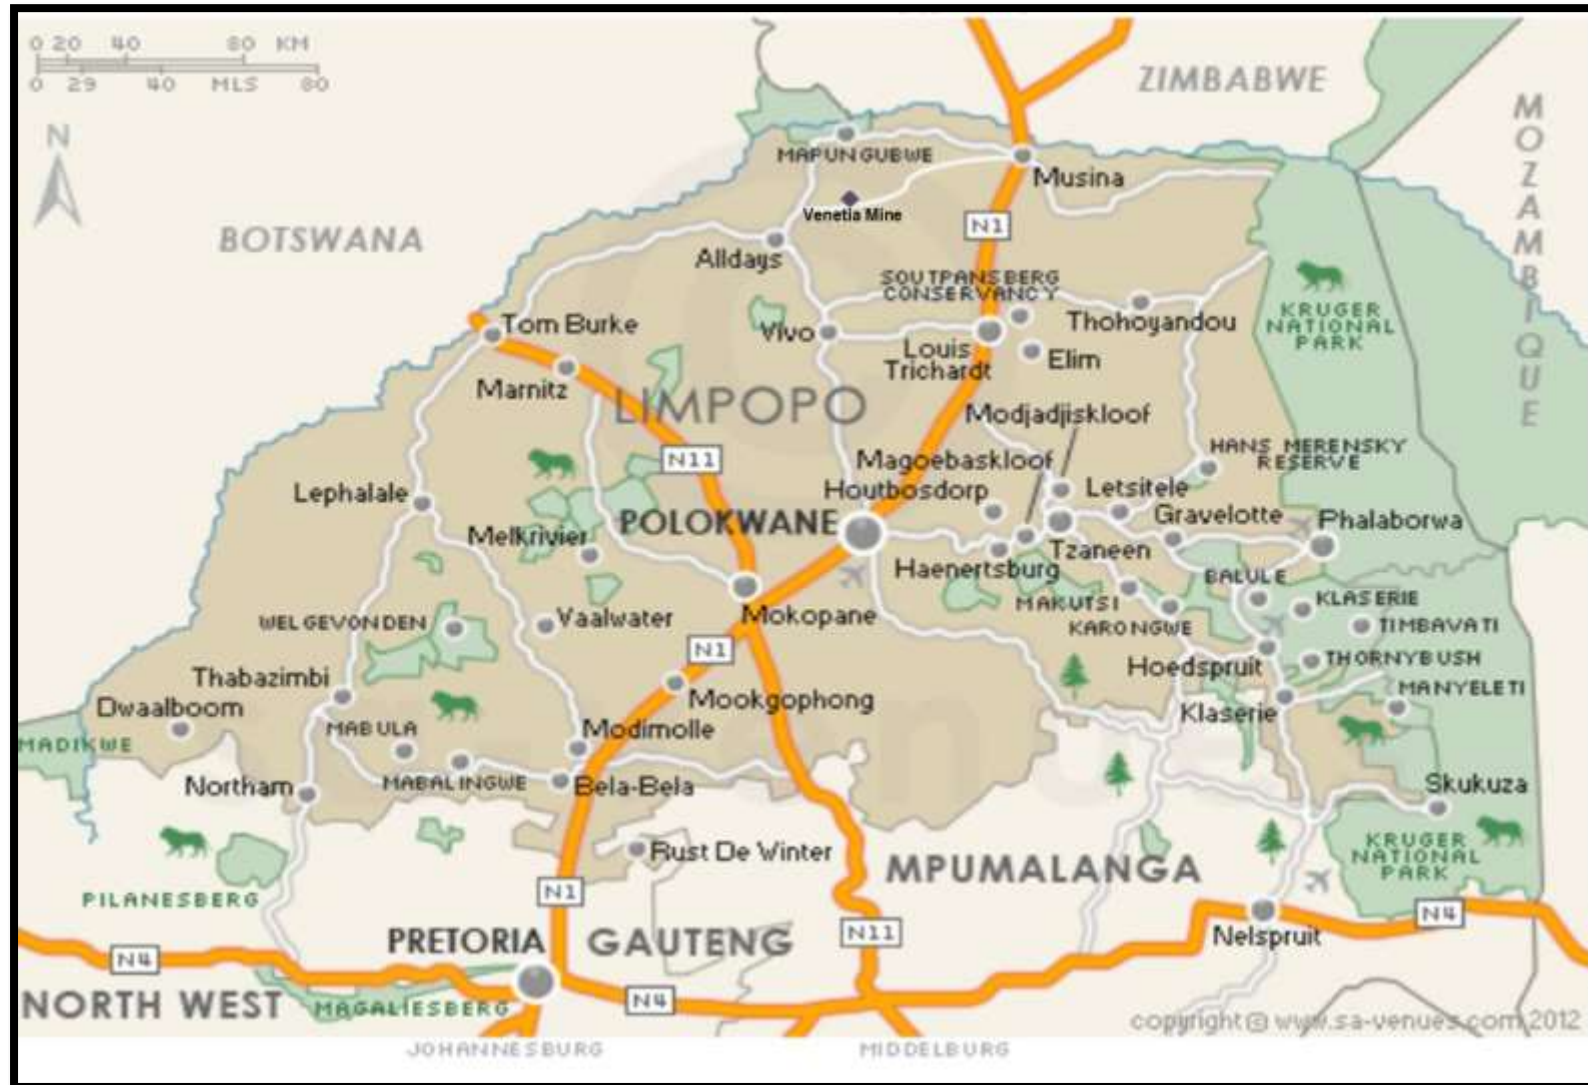 0 20 40 80 KM
0 29 40 MLS 80
N
ZIMBABWE
MOZAMBIQUE
BOTSWANA
MAPUNGUBWE
Musina
Venetia Mine
N1
Alldays
SOUTPANSBERG
CONSERVANCY
KRUGER
NATIONAL
PARK
Tom Burke
Vivo
Thohoyandou
Louis
Trichardt
Elim
Marnitz
LIMPOPO
Modjadjiskloof
N11
Magoebaskloof
HANS MERENSKY
RESERVE
Lephalale
Houtbosdorp
Letsitele
POLOKWANE
Gravelotte
Phalaborwa
Melkrivier
Haenertsburg
Tzaneen
BALULE
Mokopane
MAKUTSI
KLASERIE
WELGEVONDEN
Vaalwater
KARONGWE
TIMBAVATI
N1
Hoedspruit
THORNYBUSH
Thabazimbi
Mookgophong
MANYELETI
Dwaalboom
Klaserie
MABULA
Modimolle
MADIKWE
Northam
MABALINGWE
Bela-Bela
Skukuza
Rust De Winter
KRUGER
NATIONAL
PARK
MPUMALANGA
N1
PILANESBERG
N4
N11
Nelspruit
PRETORIA
GAUTENG
N4
NORTH WEST
MAGALIESBERG
N4
copyright © www.sa-venues.com 2012
JOHANNESBURG
MIDDELBURG